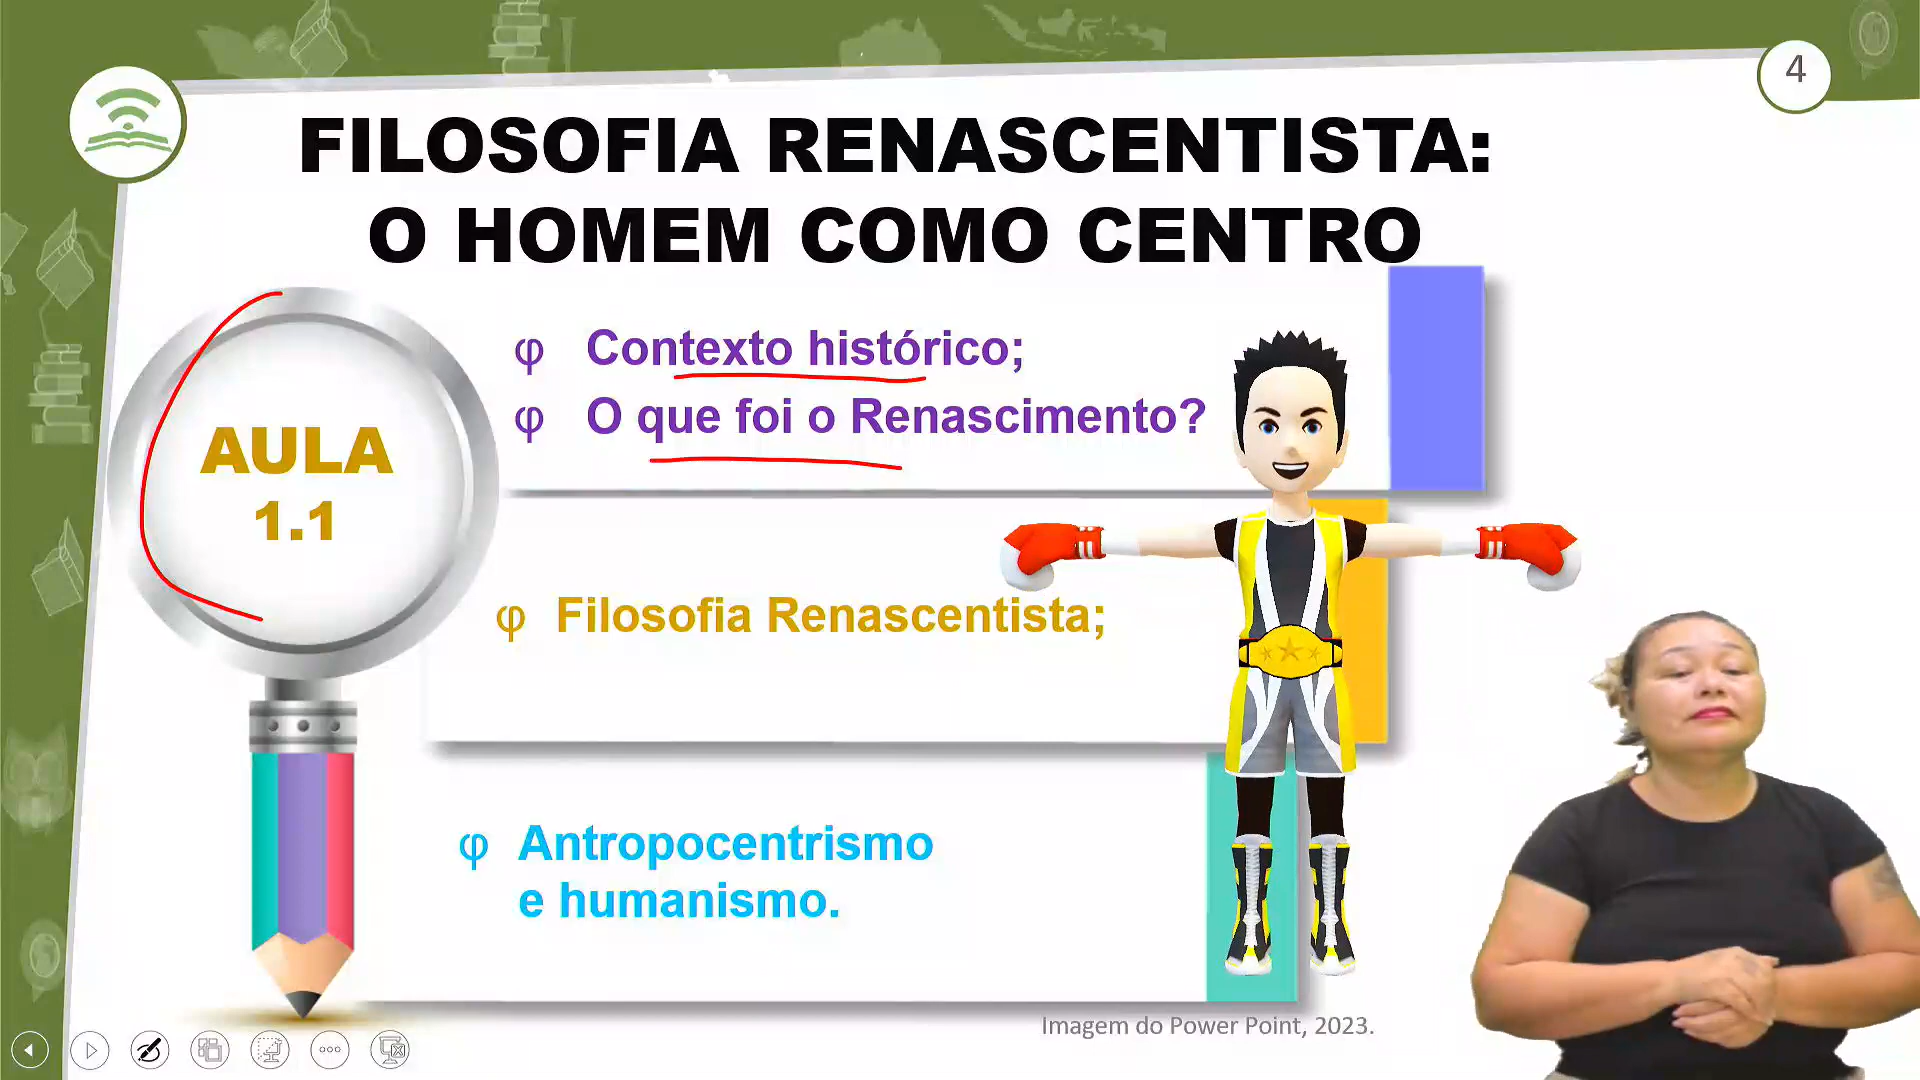 4
FILOSOFIA RENASCENTISTA:
O HOMEM COMO CENTRO
AULA
1.1
φ Contexto histórico;
φ O que foi o Renascimento?
φ Filosofia Renascentista;
φ Antropocentrismo
e humanismo.
Imagem do Power Point, 2023.